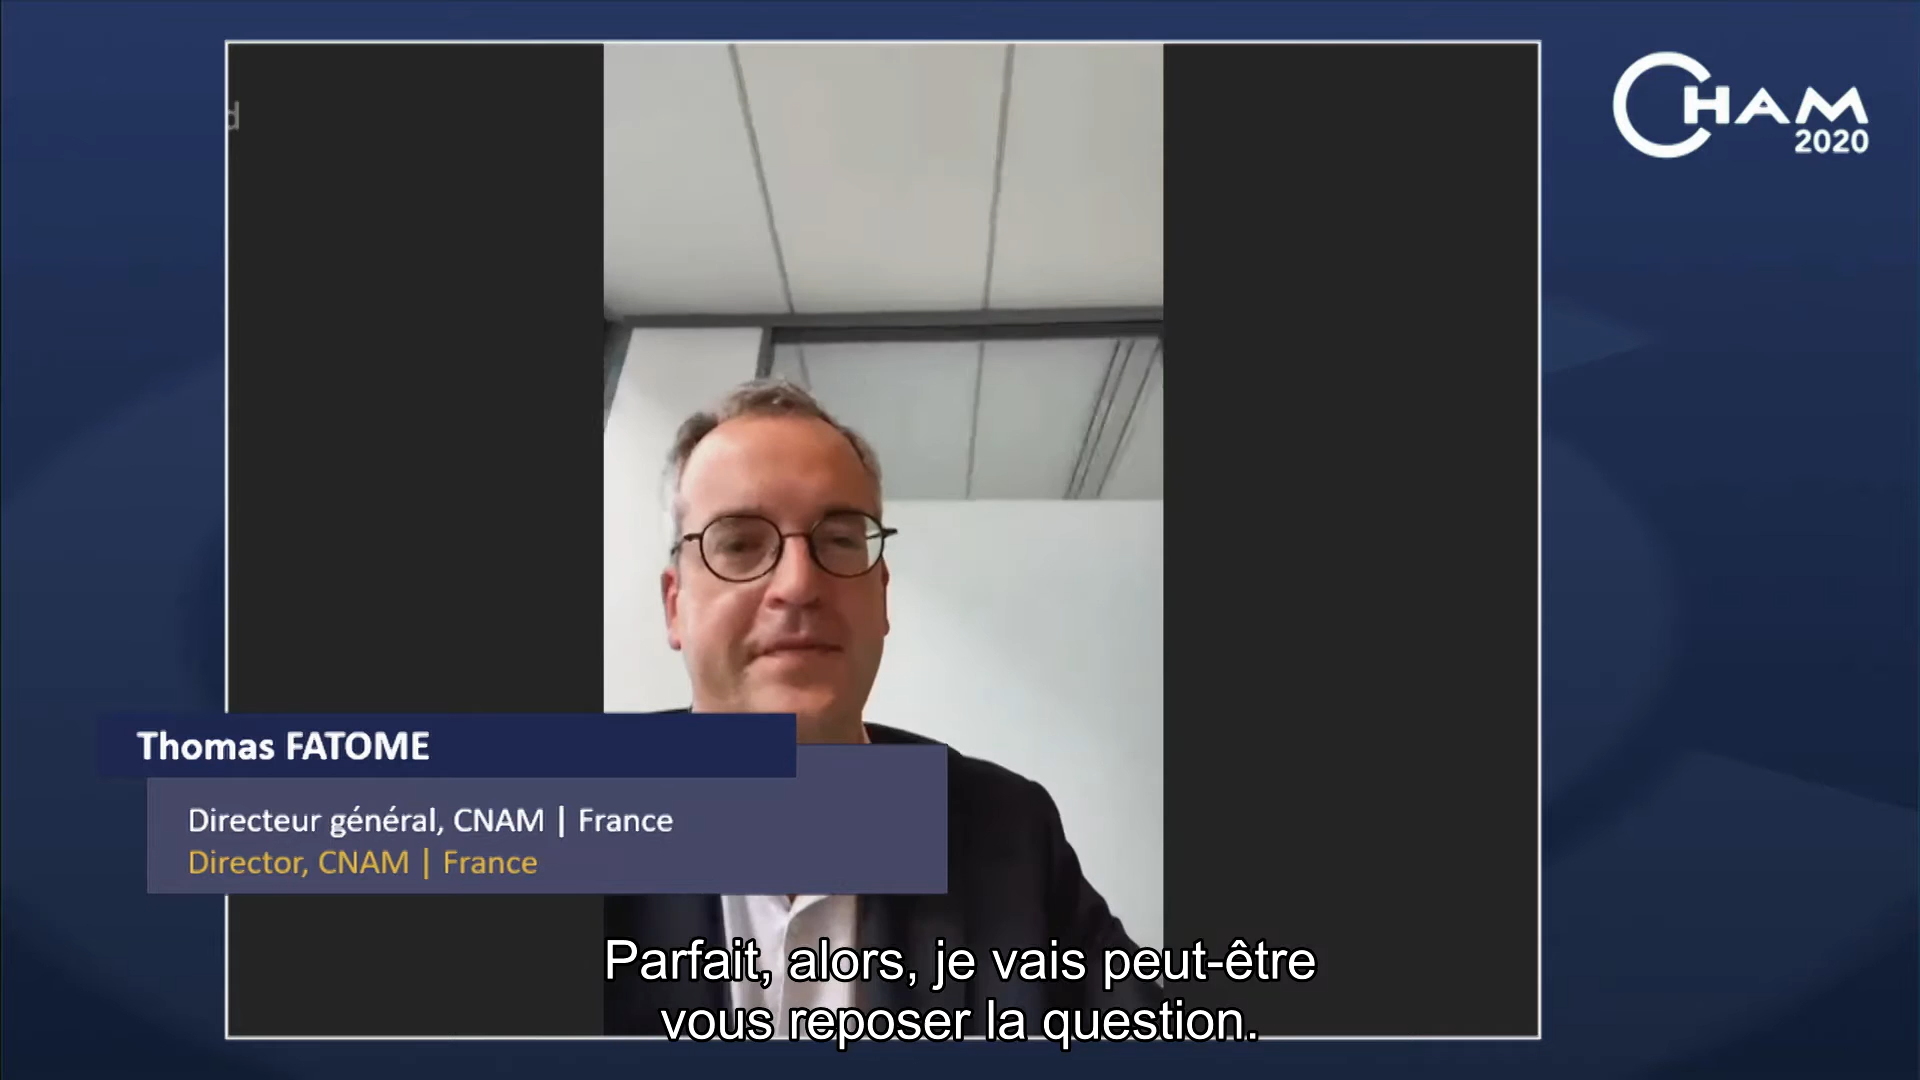 d
CHAM
2020
Thomas FATOME
Directeur général, CNAM | France
Director, CNAM | France
Parfait, alors, je vais peut-être
vous reposer la question.